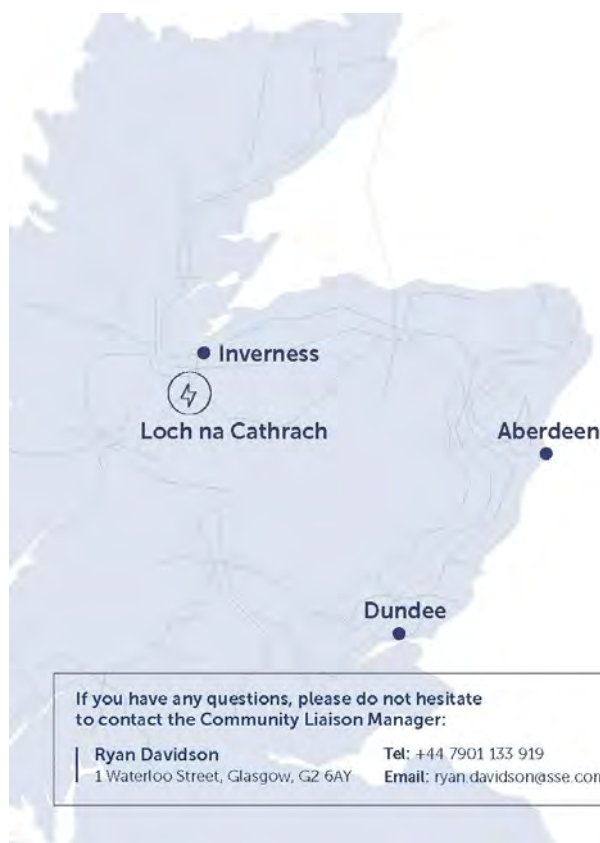 Inverness
Loch na Cathrach
Aberdeen
Dundee
If you have any questions, please do not hesitate
to contact the Community Liaison Manager:
Ryan Davidson
1 Waterloo Street, Glasgow, G2 6AY
Tel: +44 7901 133 919
Email: ryan.davidson@sse.com